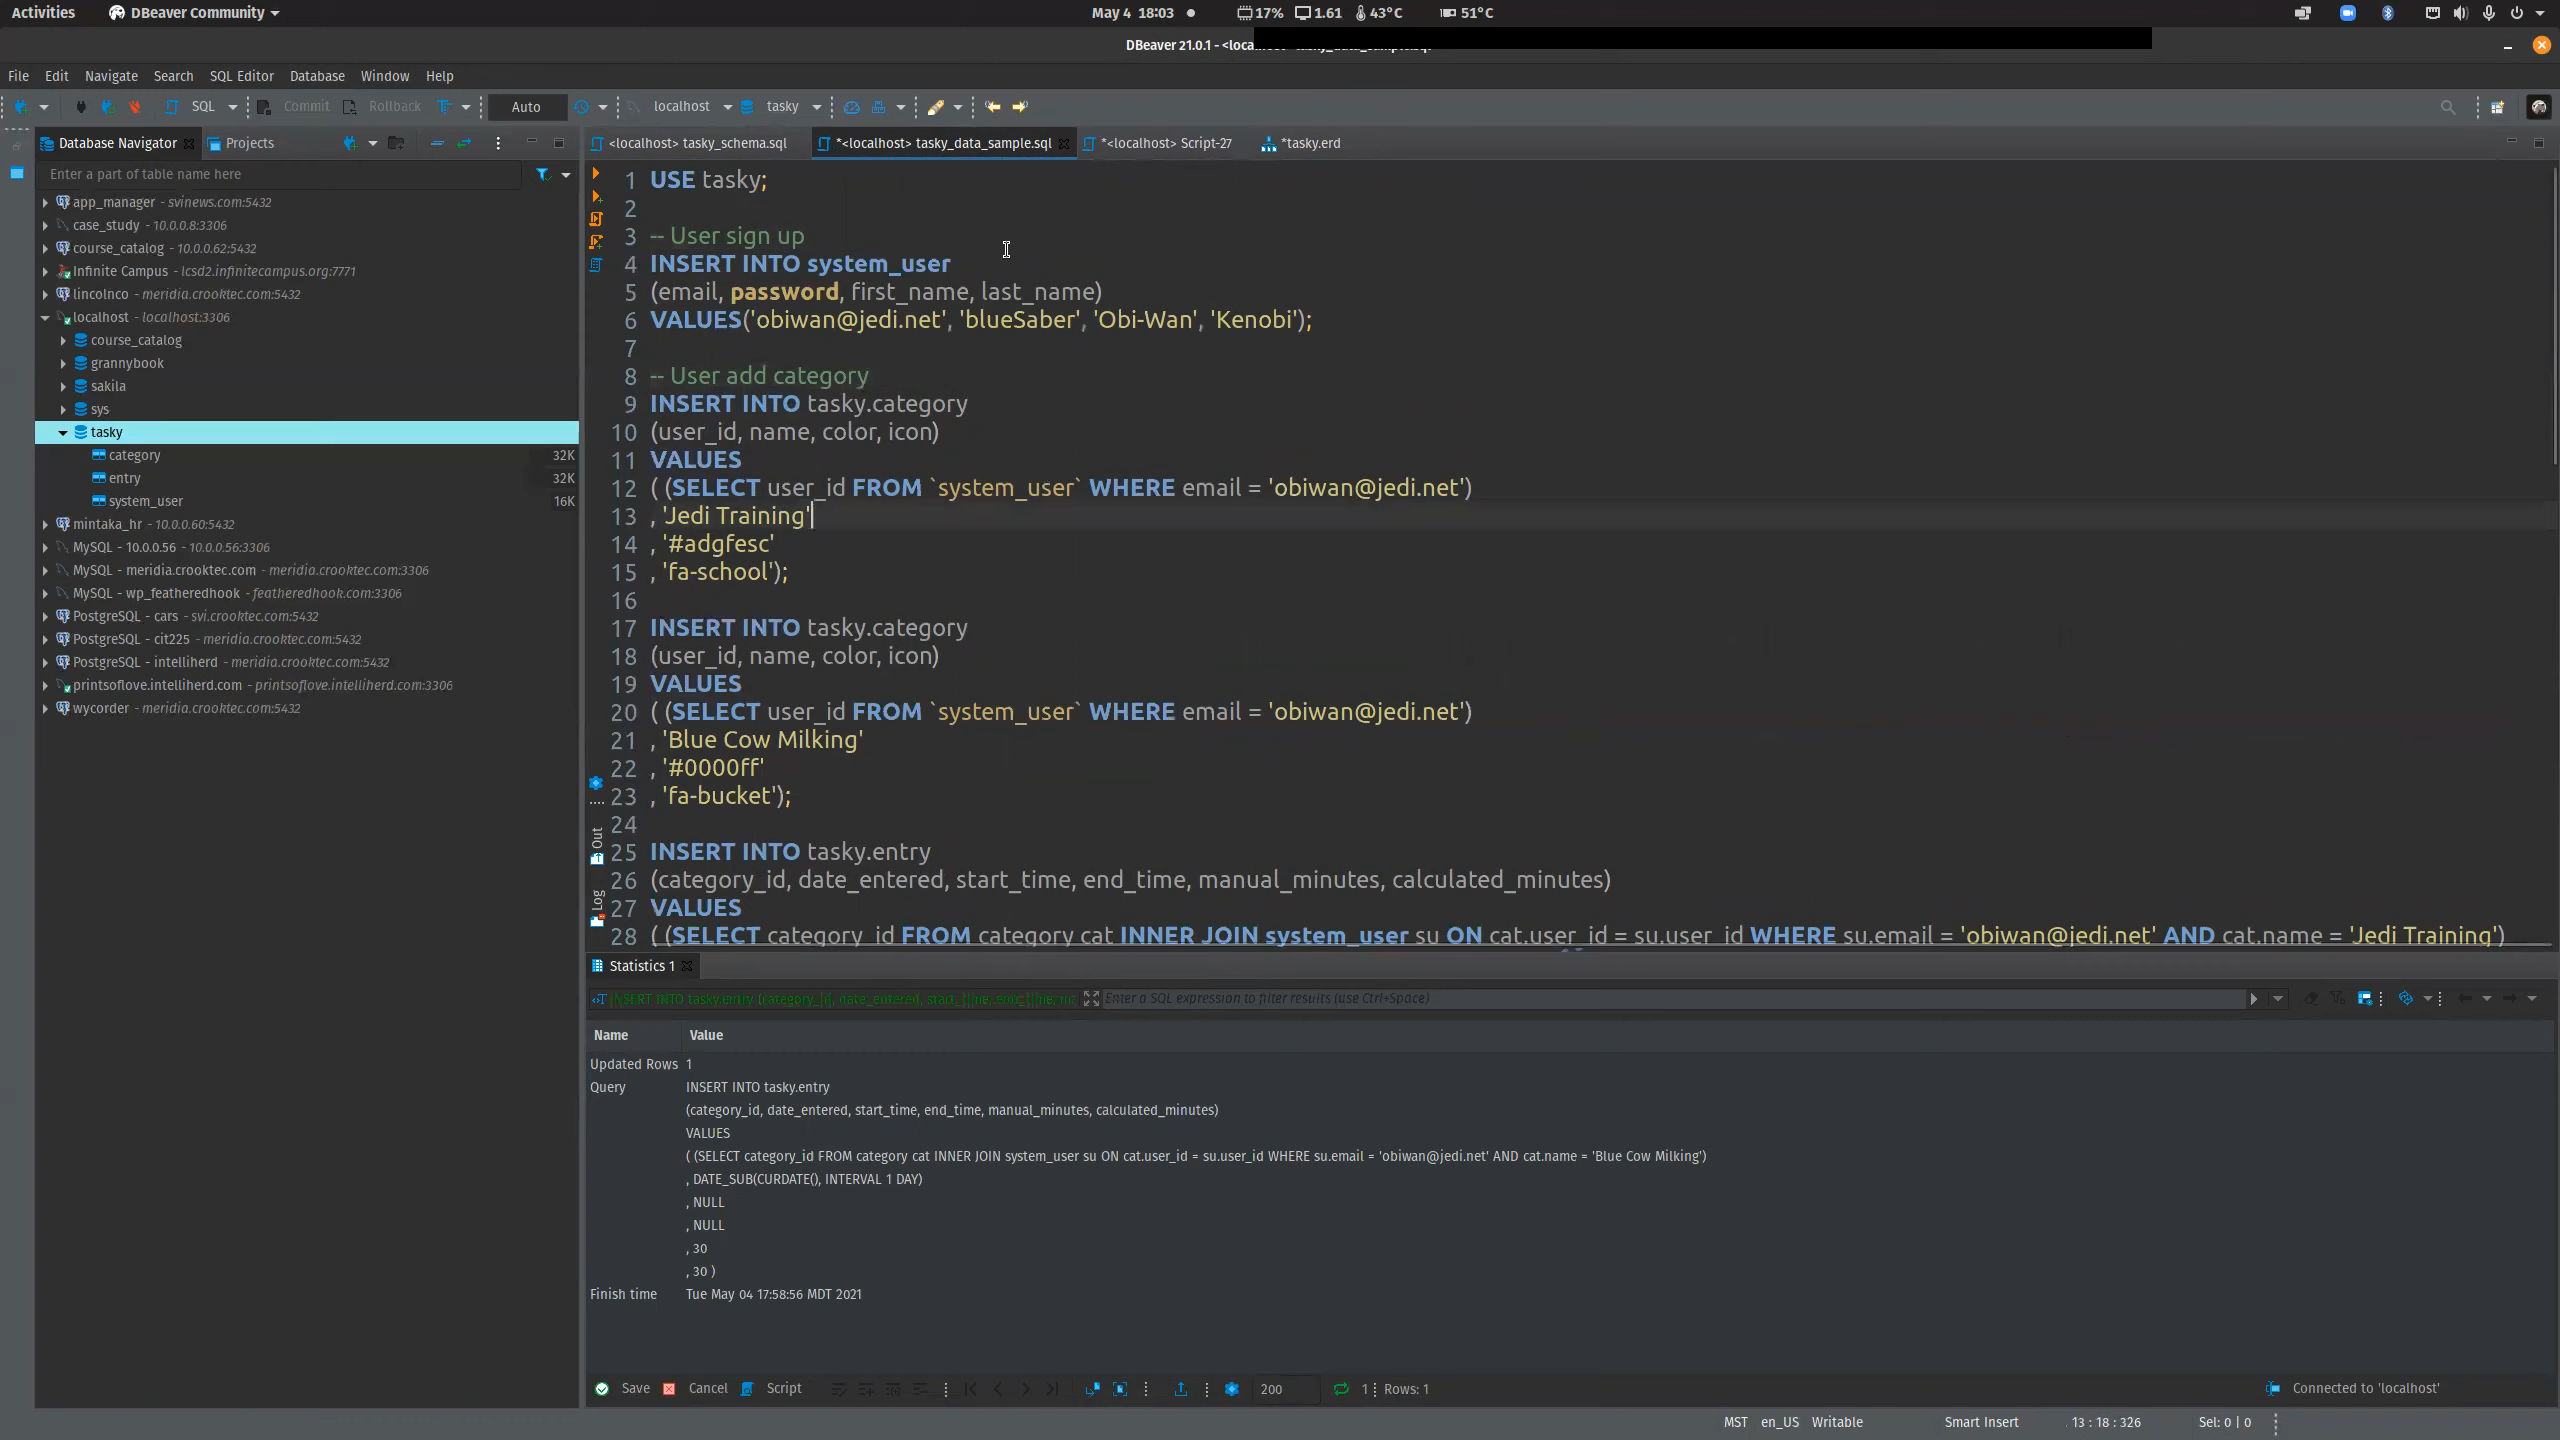 Activities DBeaver Community May 4 18:03 17% 1.61 43°C 51°C
DBeaver 21.0.1 - <loca
File Edit Navigate Search SQL Editor Database Window Help
SQL Commit Rollback Auto localhost tasky
Database Navigator Projects
<localhost> tasky_schema.sql *<localhost> tasky_data_sample.sql *<localhost> Script-27 *tasky.erd
Enter a part of table name here
app_manager - svinews.com:5432
case_study - 10.0.0.8:3306
course_catalog - 10.0.0.62:5432
Infinite Campus - lcsd2.infinitecampus.org:7771
lincolnco - meridia.crooktec.com:5432
localhost - localhost:3306
course_catalog
grannybook
sakila
sys
tasky
category 32K
entry 32K
system_user 16K
mintaka_hr - 10.0.0.60:5432
MySQL - 10.0.0.56 - 10.0.0.56:3306
MySQL - meridia.crooktec.com - meridia.crooktec.com:3306
MySQL - wp_featheredhook - featheredhook.com:3306
PostgreSQL - cars - svi.crooktec.com:5432
PostgreSQL - cit225 - meridia.crooktec.com:5432
PostgreSQL - intelliherd - meridia.crooktec.com:5432
printsoflove.intelliherd.com - printsoflove.intelliherd.com:3306
wycorder - meridia.crooktec.com:5432
1 USE tasky;
2
3 -- User sign up
4 INSERT INTO system_user
5 (email, password, first_name, last_name)
6 VALUES('obiwan@jedi.net', 'blueSaber', 'Obi-Wan', 'Kenobi');
7
8 -- User add category
9 INSERT INTO tasky.category
10 (user_id, name, color, icon)
11 VALUES
12 ( (SELECT user_id FROM `system_user` WHERE email = 'obiwan@jedi.net')
13 , 'Jedi Training'
14 , '#adgfesc'
15 , 'fa-school');
16
17 INSERT INTO tasky.category
18 (user_id, name, color, icon)
19 VALUES
20 ( (SELECT user_id FROM `system_user` WHERE email = 'obiwan@jedi.net')
21 , 'Blue Cow Milking'
22 , '#0000ff'
23 , 'fa-bucket');
24
25 INSERT INTO tasky.entry
26 (category_id, date_entered, start_time, end_time, manual_minutes, calculated_minutes)
27 VALUES
28 ( (SELECT category_id FROM category cat INNER JOIN system_user su ON cat.user_id = su.user_id WHERE su.email = 'obiwan@jedi.net' AND cat.name = 'Jedi Training')
Out
Log
Statistics 1
INSERT INTO tasky.entry (category_id, date_entered, start_time, end_time, Enter a SQL expression to filter results (use Ctrl+Space)
Name Value
Updated Rows 1
Query INSERT INTO tasky.entry
(category_id, date_entered, start_time, end_time, manual_minutes, calculated_minutes)
VALUES
( (SELECT category_id FROM category cat INNER JOIN system_user su ON cat.user_id = su.user_id WHERE su.email = 'obiwan@jedi.net' AND cat.name = 'Blue Cow Milking')
, DATE_SUB(CURDATE(), INTERVAL 1 DAY)
, NULL
, NULL
, 30
, 30 )
Finish time Tue May 04 17:58:56 MDT 2021
Save Cancel Script 200 1 Rows: 1 Connected to 'localhost'
MST en_US Writable Smart Insert 13 : 18 : 326 Sel: 0 | 0